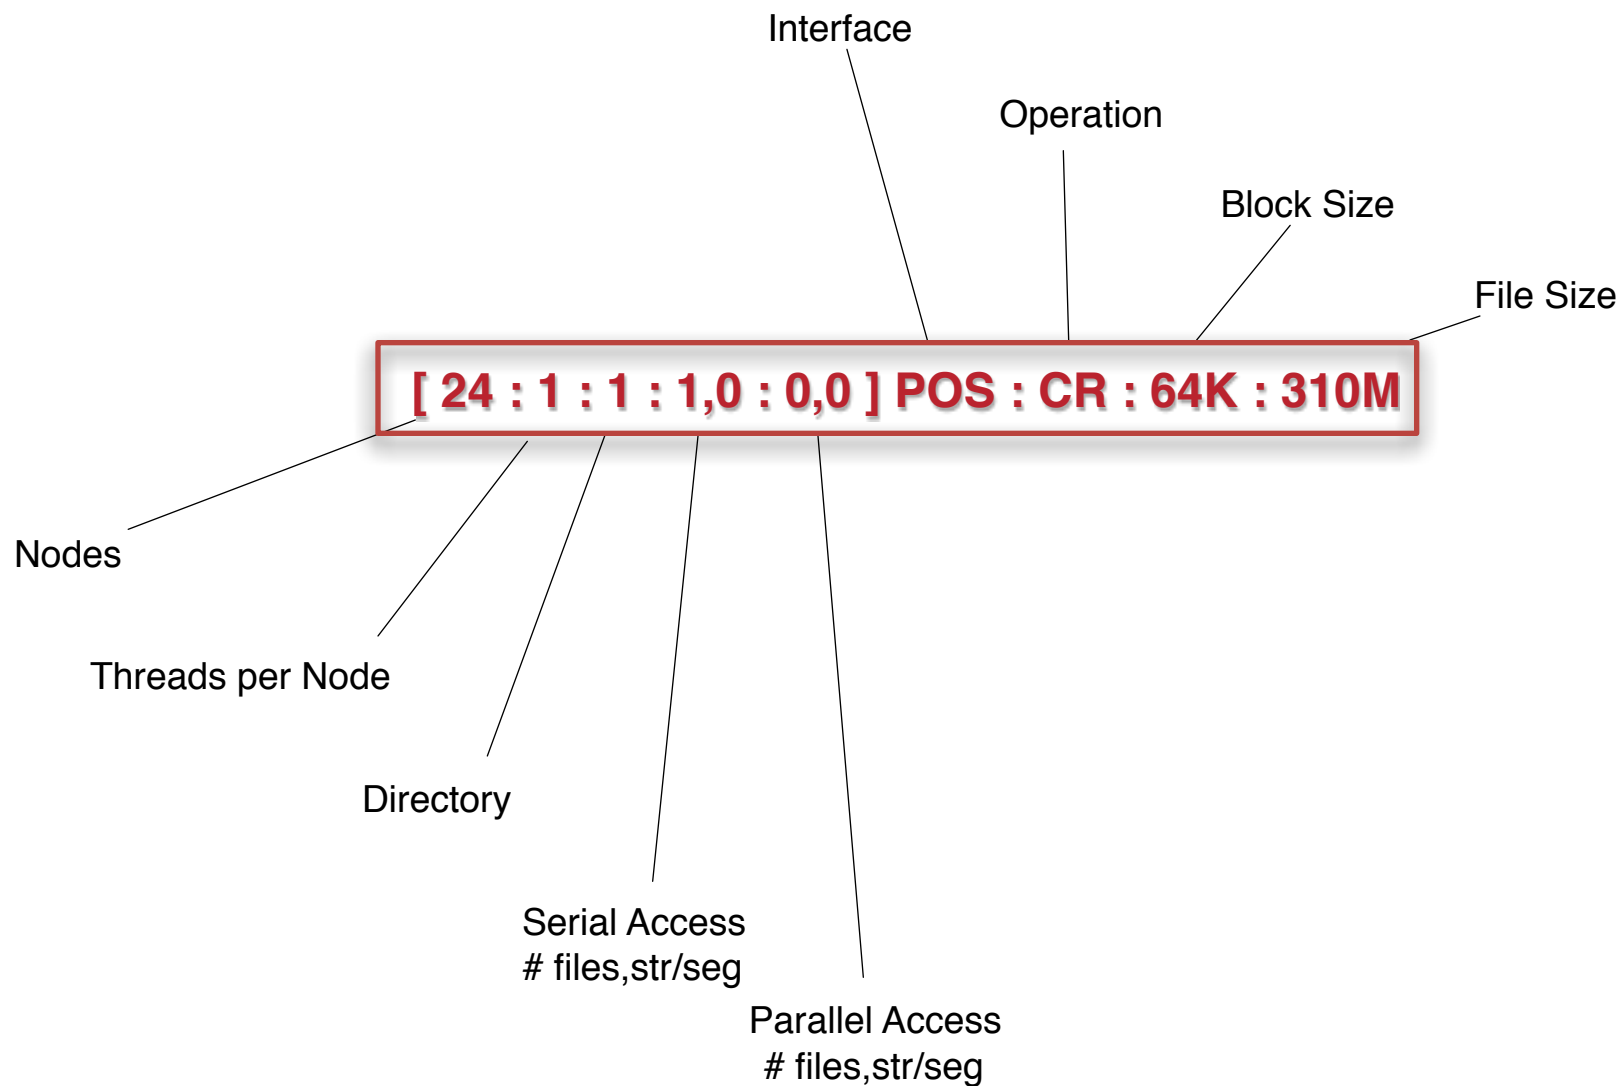 Interface
Operation
Block Size
File Size
[ 24 : 1 : 1 : 1,0 : 0,0 ] POS : CR : 64K : 310M
Nodes
Threads per Node
Directory
Serial Access
# files,str/seg
Parallel Access
# files,str/seg